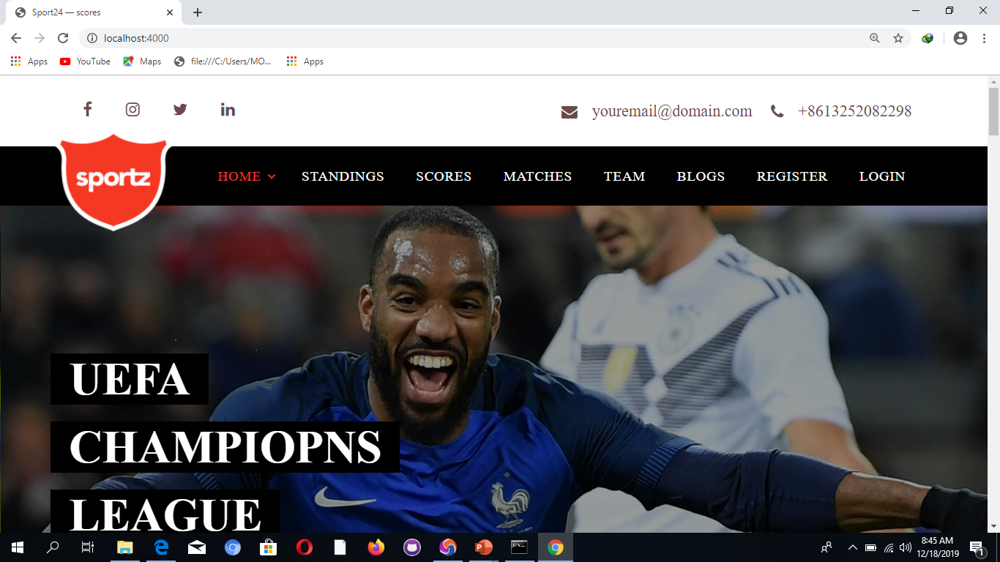 Sport24 — scores
localhost:4000
Apps YouTube Maps file:///C:/Users/MO... Apps
youremail@domain.com +8613252082298
sportz
HOME STANDINGS SCORES MATCHES TEAM BLOGS REGISTER LOGIN
UEFA
CHAMPIOPNS
LEAGUE
8:45 AM
12/18/2019
1